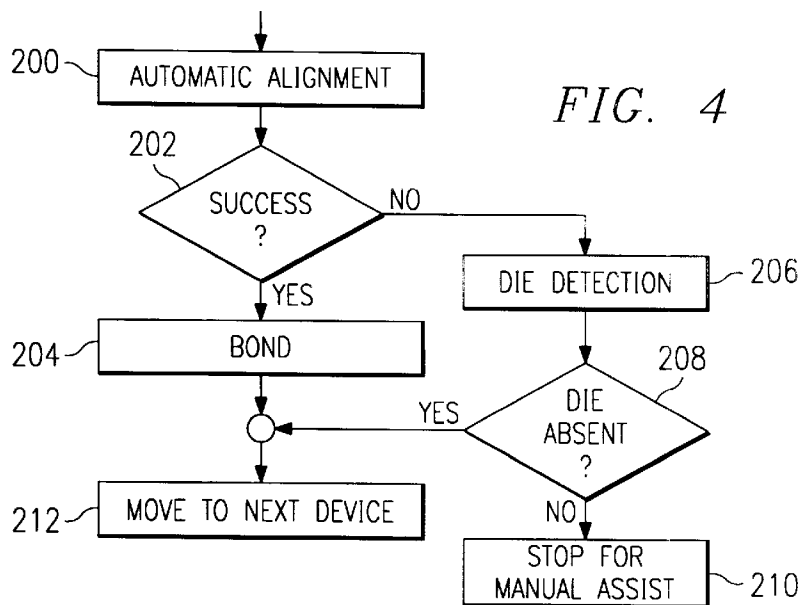 200
AUTOMATIC ALIGNMENT
FIG. 4
202
SUCCESS
?
NO
YES
DIE DETECTION
206
204
BOND
208
YES
DIE
ABSENT
?
212
MOVE TO NEXT DEVICE
NO
STOP FOR
MANUAL ASSIST
210